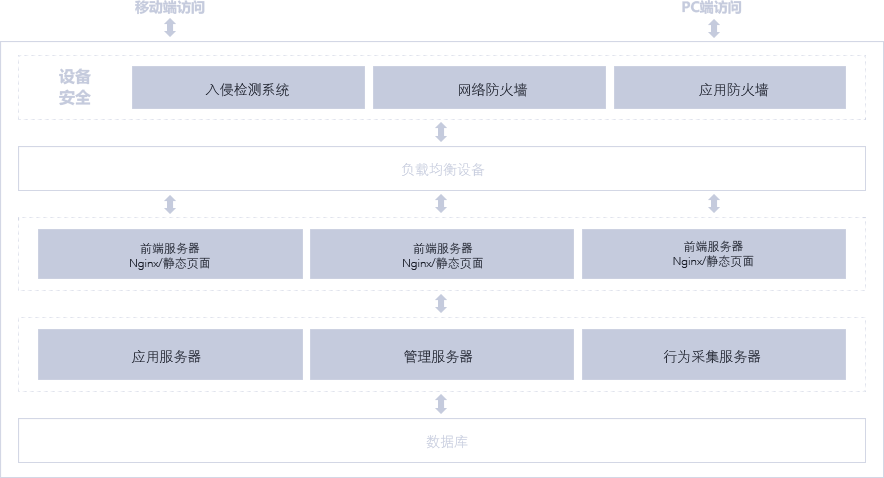 移动端访问
PC端访问
设备
安全
入侵检测系统
网络防火墙
应用防火墙
负载均衡设备
前端服务器
Nginx/静态页面
前端服务器
Nginx/静态页面
前端服务器
Nginx/静态页面
应用服务器
管理服务器
行为采集服务器
数据库